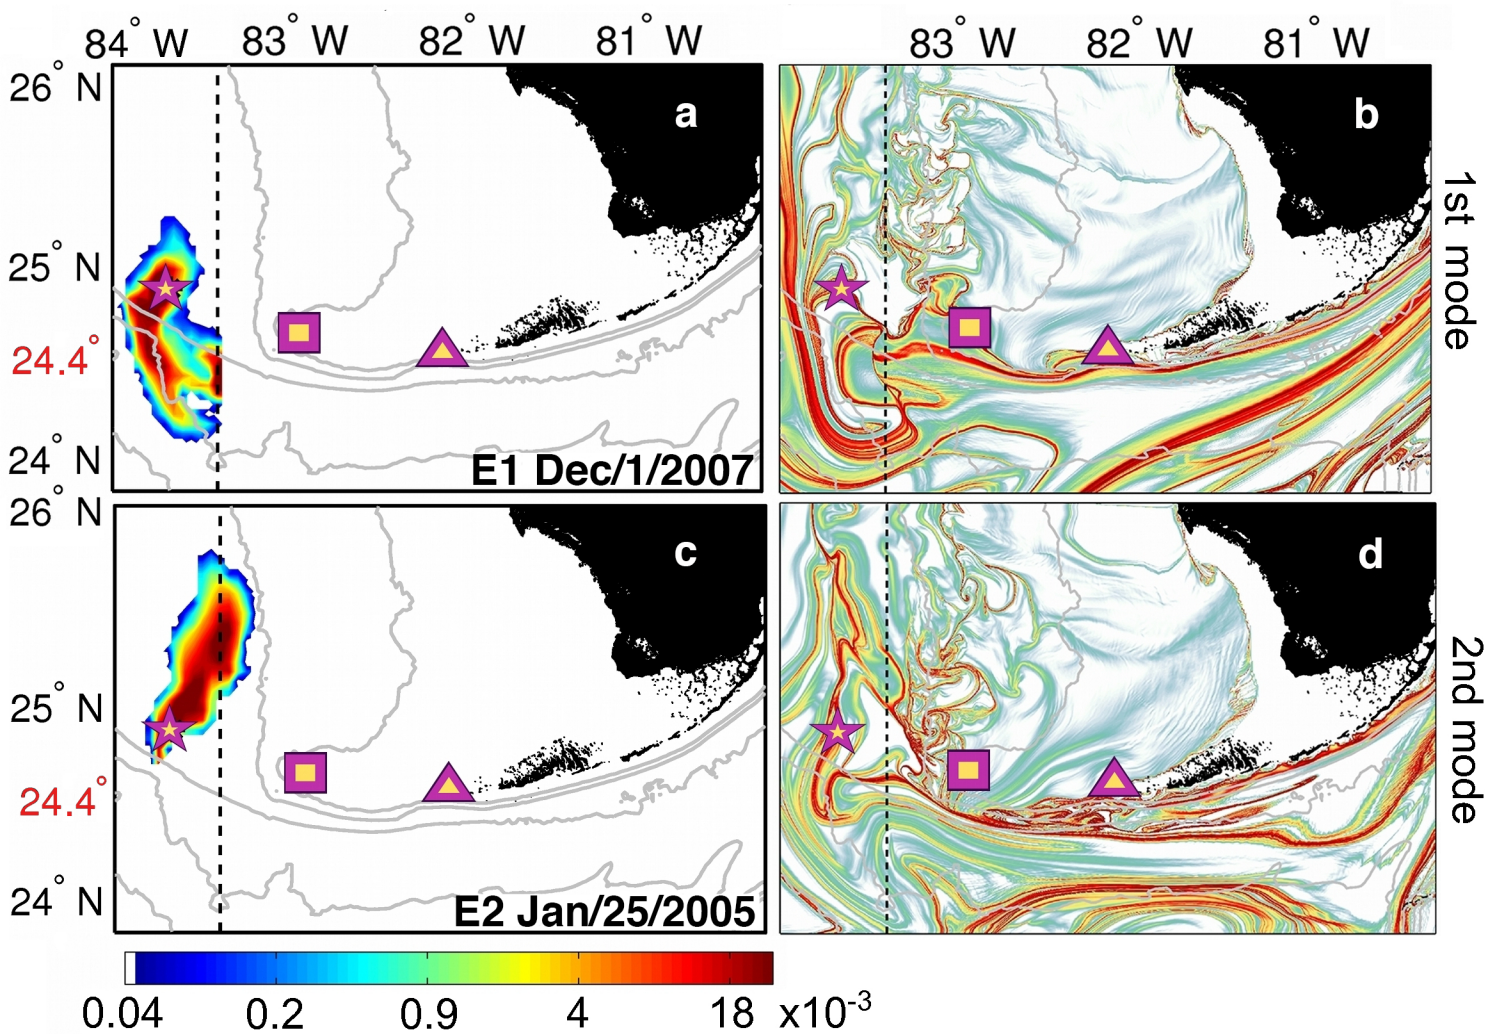 84° W 83° W 82° W 81° W 83° W 82° W 81° W
26° N
a
b
1st mode
25° N
24.4°
24° N
E1 Dec/1/2007
26° N
c
d
2nd mode
25° N
24.4°
24° N
E2 Jan/25/2005
0.04 0.2 0.9 4 18 x10-3